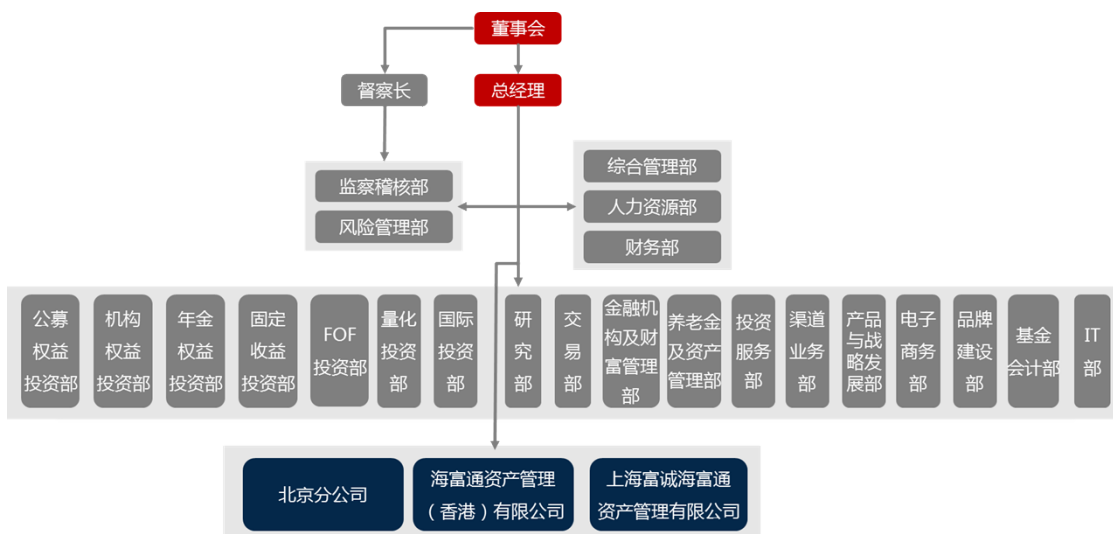 董事会
督察长
总经理
监察稽核部
风险管理部
综合管理部
人力资源部
财务部
公募
权益
投资部
机构
权益
投资部
年金
权益
投资部
固定
收益
投资部
FOF
投资部
量化
投资
部
国际
投资
部
研
究
部
交
易
部
金融机
构及财
富管理
部
养老金
及资产
管理部
投资
服务
部
渠道
业务
部
产品
与战
略发
展部
电子
商务
部
品牌
建设
部
基金
会计部
IT
部
北京分公司
海富通资产管理
（香港）有限公司
上海富诚海富通
资产管理有限公司